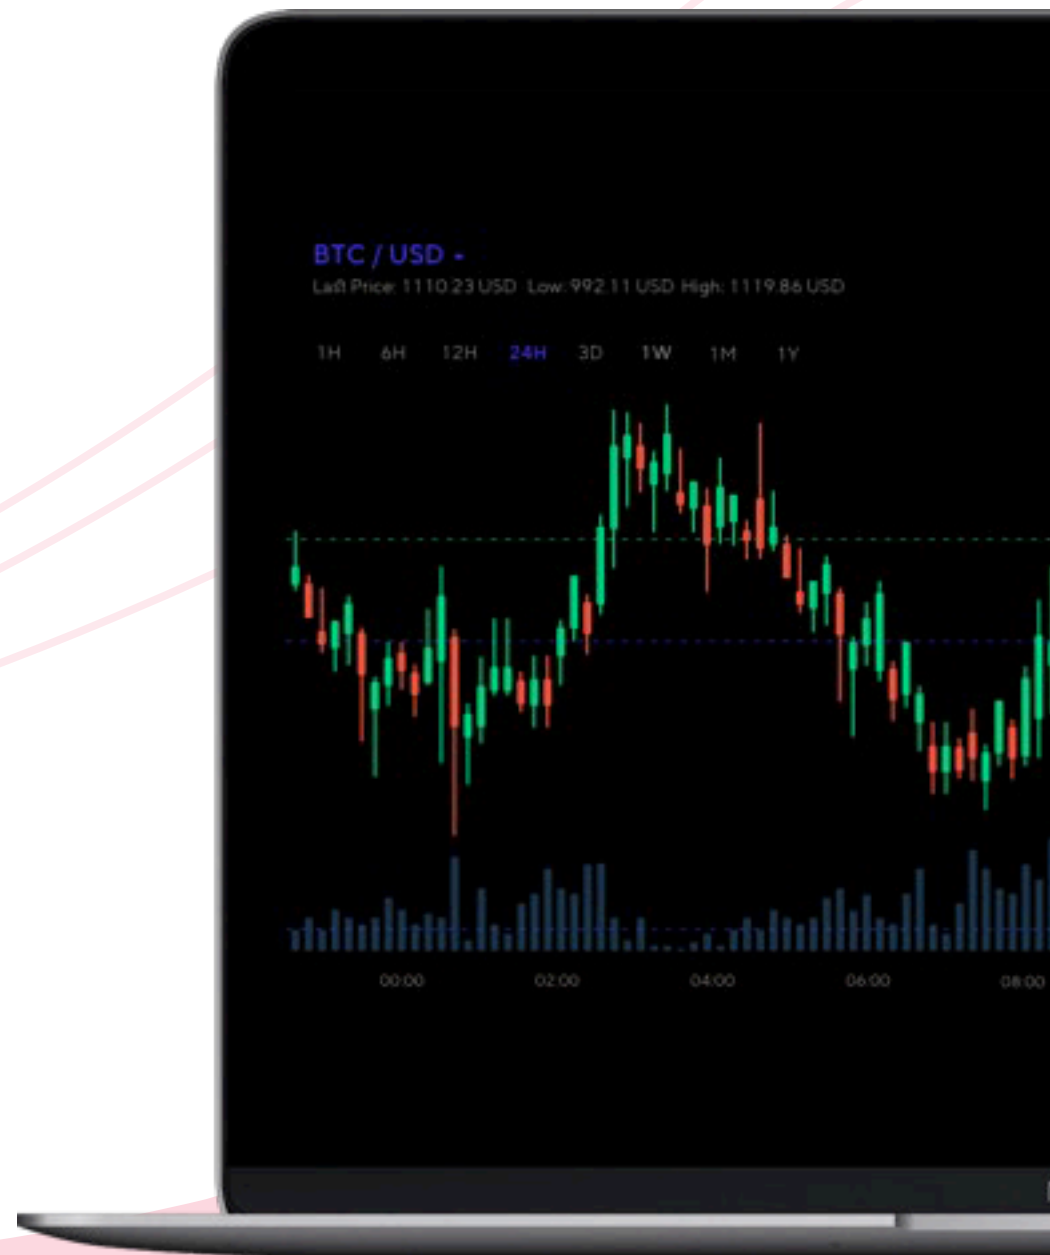 BTC / USD
Last Price: 1110.23 USD Low: 992.11 USD High: 1119.86 USD
1H 6H 12H 24H 3D 1W 1M 1Y
00:00 02:00 04:00 06:00 08:00